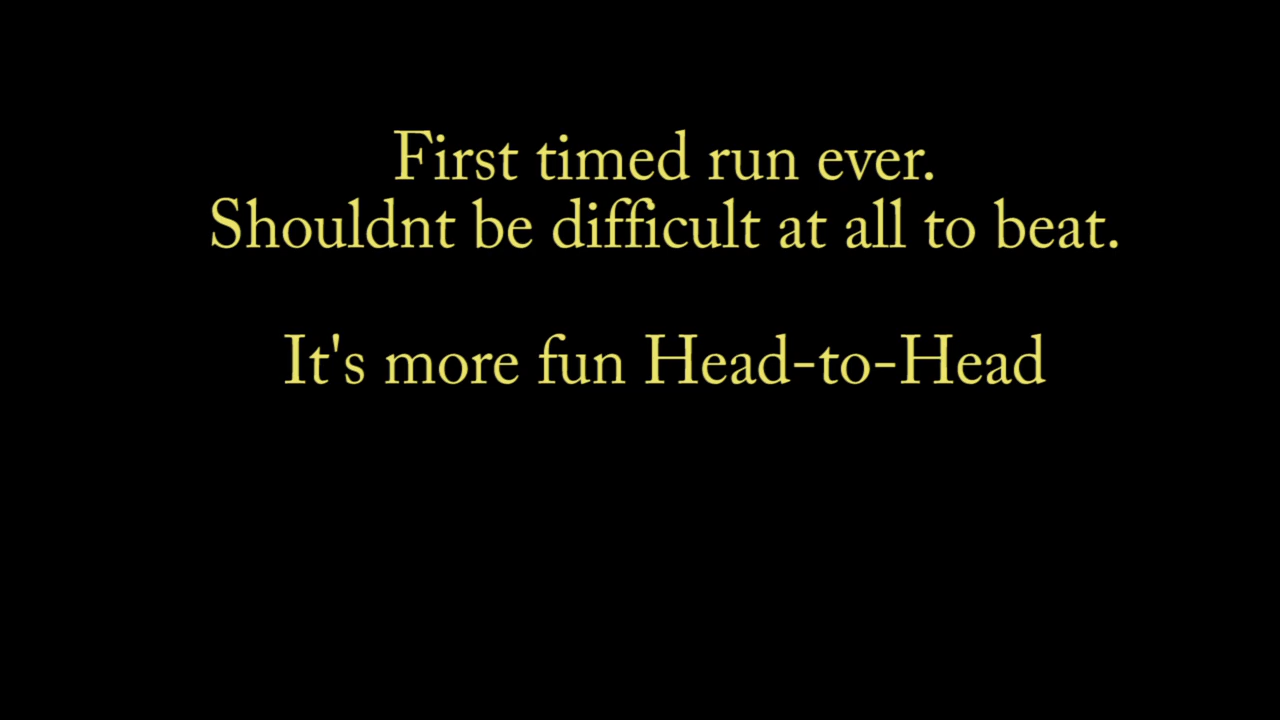 First timed run ever.
Shouldnt be difficult at all to beat.
It's more fun Head-to-Head